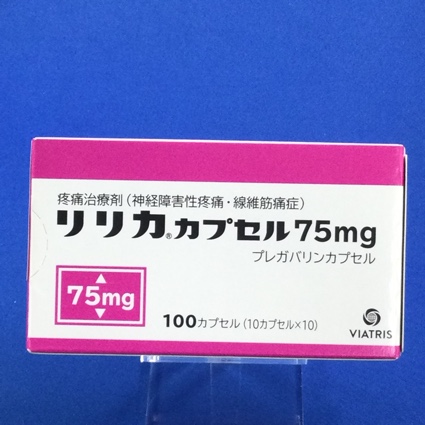 疼痛治療剤（神経障害性疼痛・線維筋痛症）
リリカ®カプセル75mg
プレガバリンカプセル
75mg
100カプセル（10カプセル×10）
VIATRIS